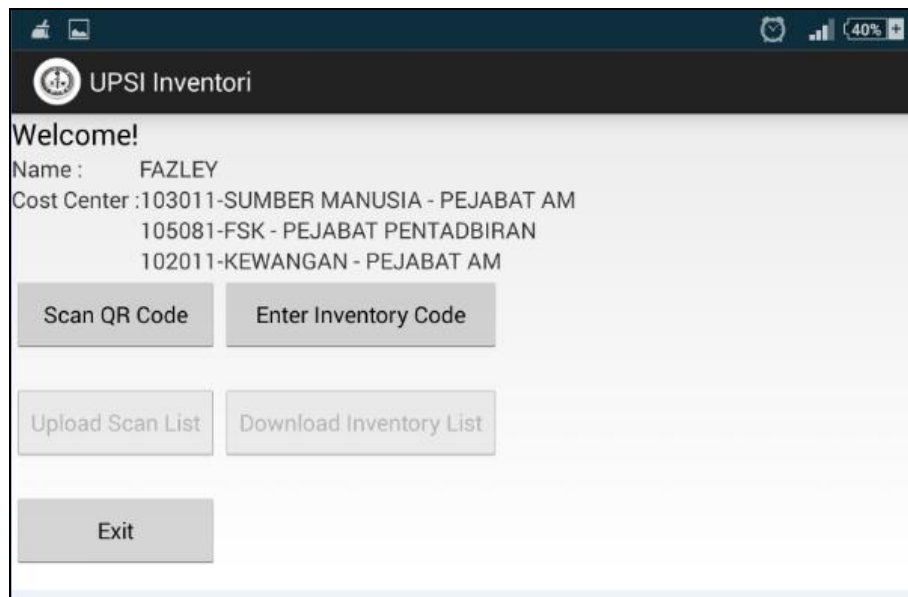 40%
UPSI Inventori
Welcome!
Name : FAZLEY
Cost Center :103011-SUMBER MANUSIA - PEJABAT AM
105081-FSK - PEJABAT PENTADBIRAN
102011-KEWANGAN - PEJABAT AM
Scan QR Code Enter Inventory Code
Upload Scan List Download Inventory List
Exit